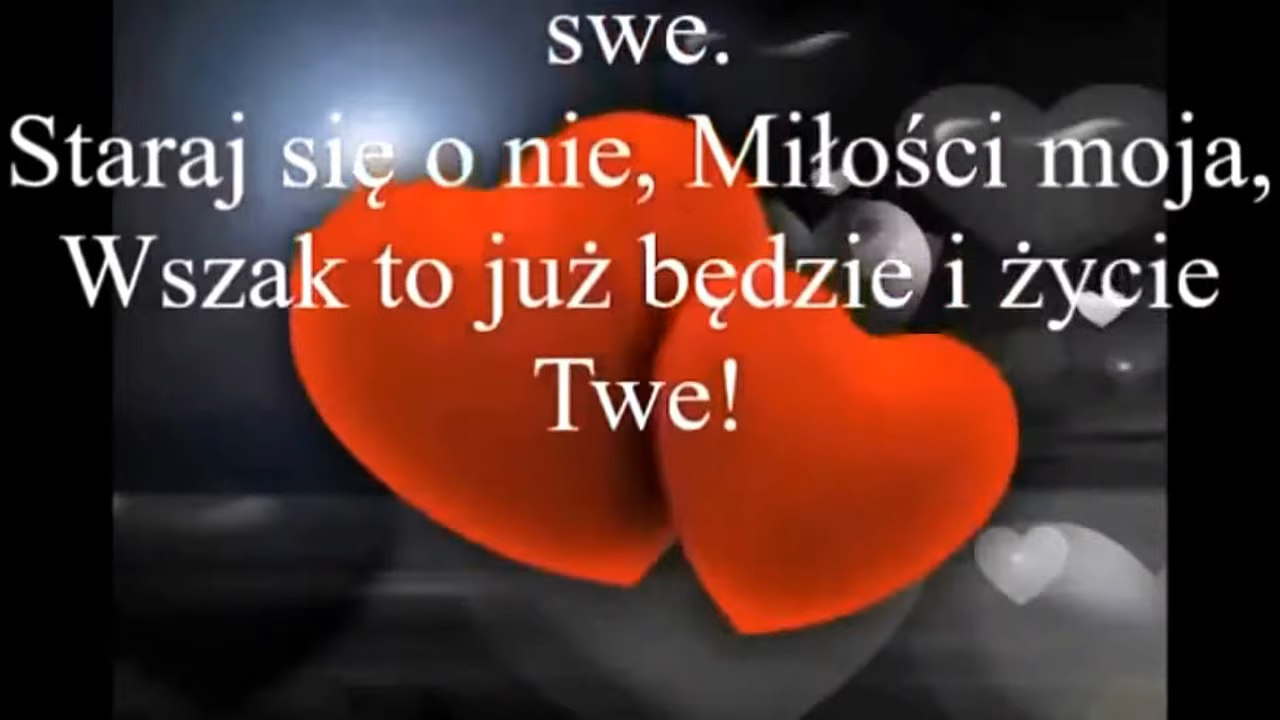 swe.
Staraj się o nie, Miłości moja,
Wszak to już będzie i życie
Twe!